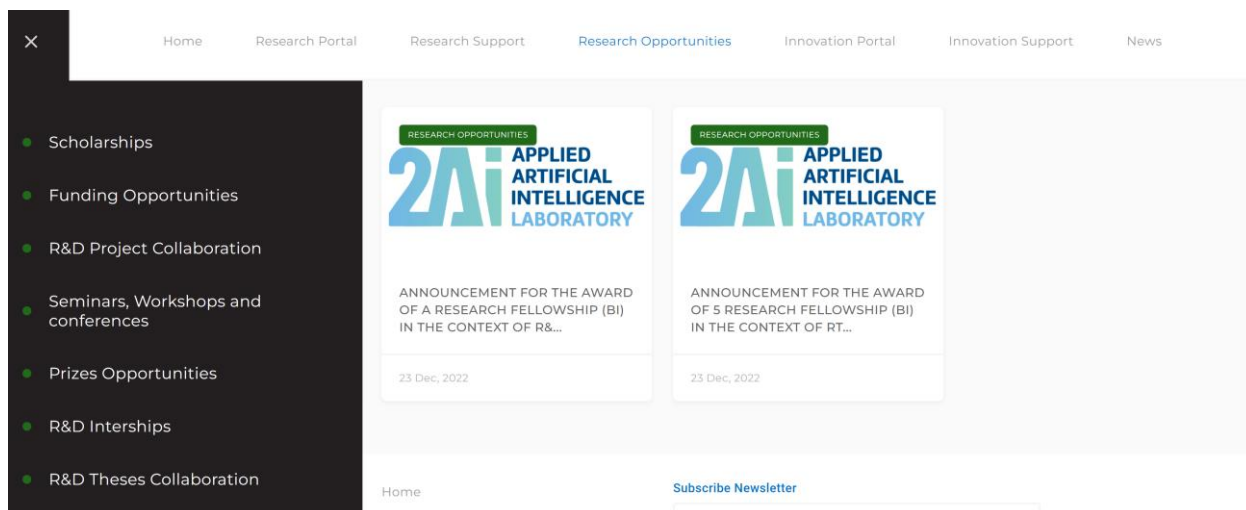 Home Research Portal Research Support Research Opportunities Innovation Portal Innovation Support News
Scholarships
Funding Opportunities
R&D Project Collaboration
Seminars, Workshops and
conferences
Prizes Opportunities
R&D Interships
R&D Theses Collaboration
RESEARCH OPPORTUNITIES
2Ai
APPLIED
ARTIFICIAL
INTELLIGENCE
LABORATORY
ANNOUNCEMENT FOR THE AWARD
OF A RESEARCH FELLOWSHIP (BI)
IN THE CONTEXT OF R&...
23 Dec, 2022
RESEARCH OPPORTUNITIES
2Ai
APPLIED
ARTIFICIAL
INTELLIGENCE
LABORATORY
ANNOUNCEMENT FOR THE AWARD
OF 5 RESEARCH FELLOWSHIP (BI)
IN THE CONTEXT OF RT...
23 Dec, 2022
Home
Subscribe Newsletter